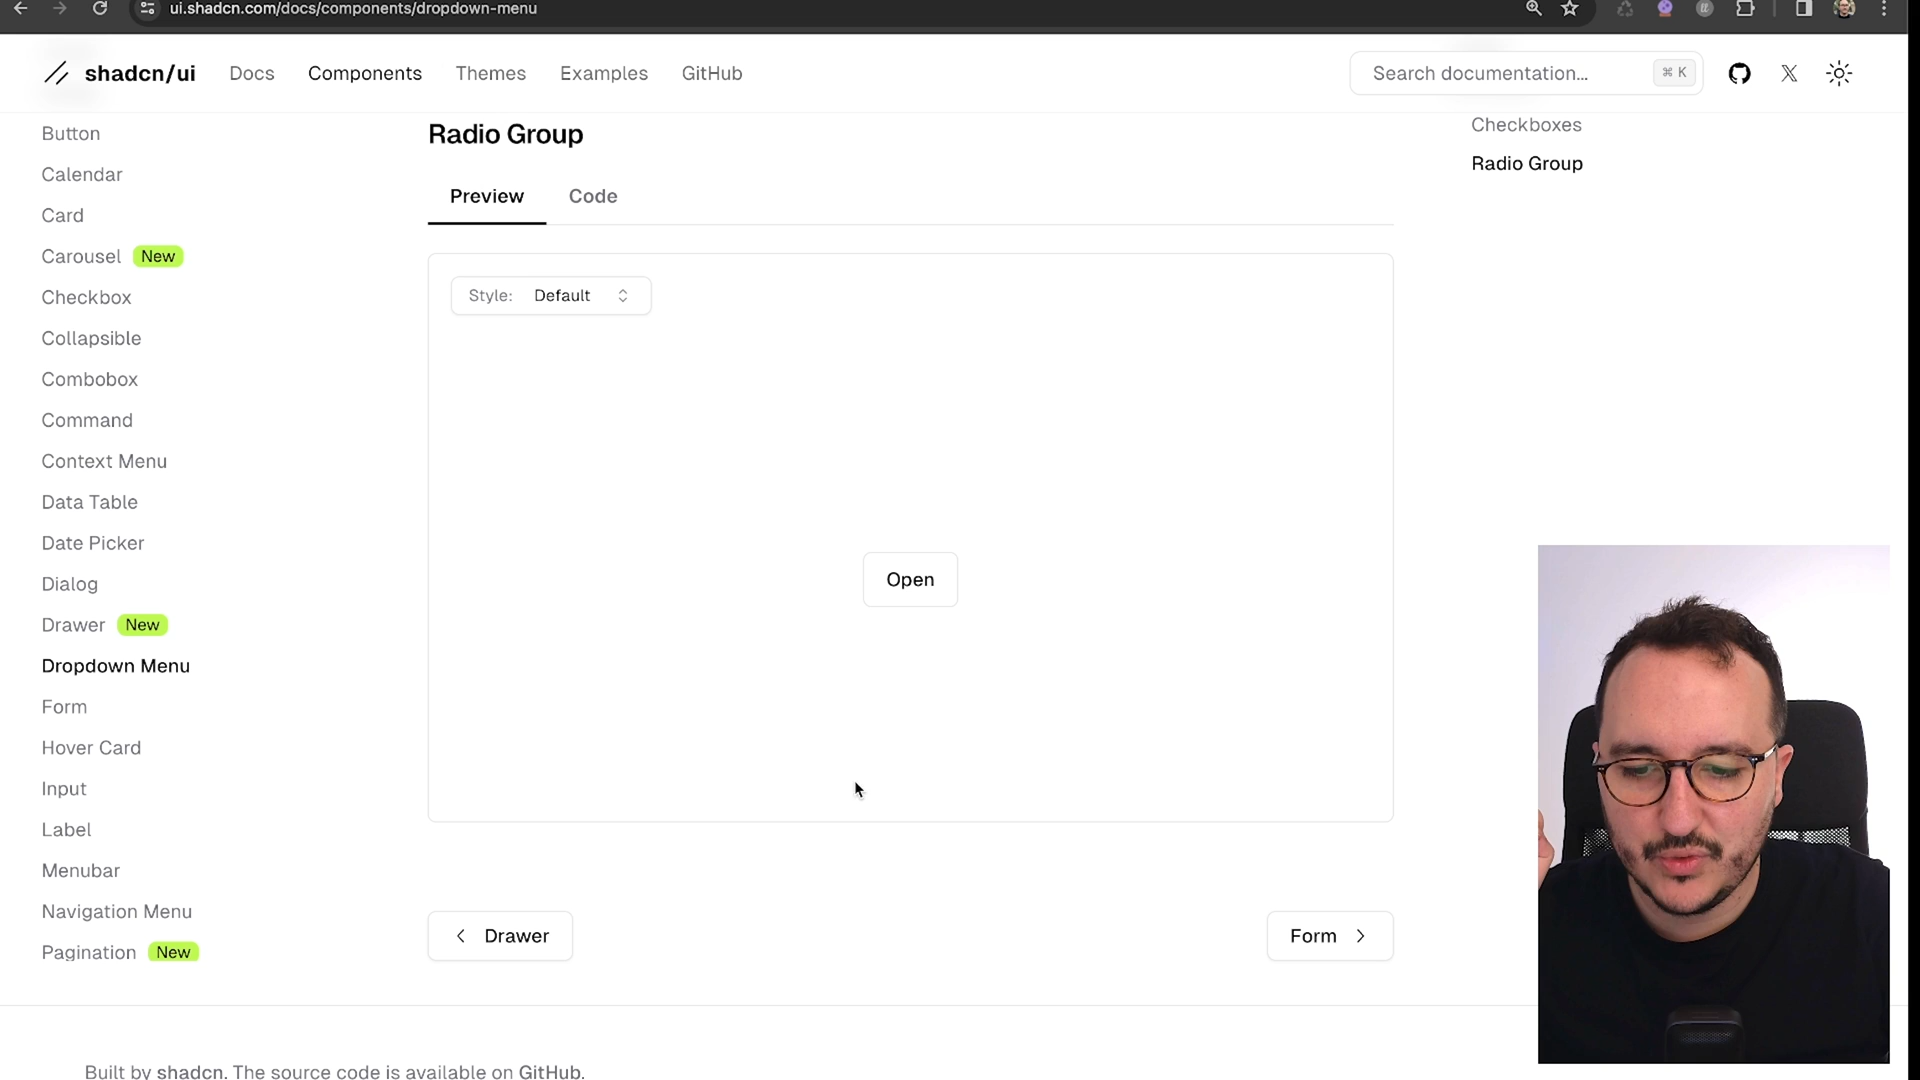 ui.shadcn.com/docs/components/dropdown-menu
shadcn/ui
Docs
Components
Themes
Examples
GitHub
Search documentation...
⌘ K
Button
Calendar
Card
Carousel New
Checkbox
Collapsible
Combobox
Command
Context Menu
Data Table
Date Picker
Dialog
Drawer New
Dropdown Menu
Form
Hover Card
Input
Label
Menubar
Navigation Menu
Pagination New
Radio Group
Preview
Code
Style: Default
Open
Drawer
Form
Checkboxes
Radio Group
Built by shadcn. The source code is available on GitHub.